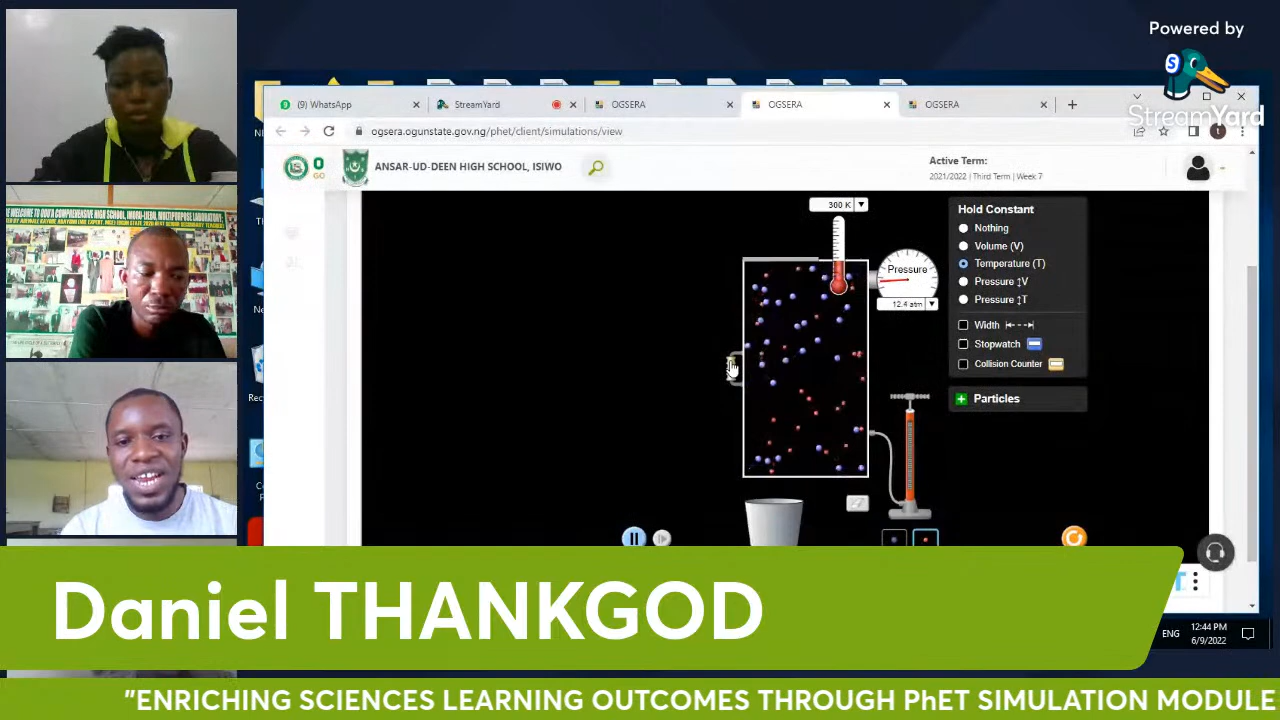 Powered by
StreamYard
(9) WhatsApp
StreamYard
OGSERA
OGSERA
OGSERA
ogsera.ogunstate.gov.ng/phet/client/simulations/view
GO
ANSAR-UD-DEEN HIGH SCHOOL, ISIWO
Active Term:
2021/2022 | Third Term | Week 7
300 K
Pressure
12.4 atm
Hold Constant
Nothing
Volume (V)
Temperature (T)
Pressure ↕V
Pressure ↕T
Width
Stopwatch
Collision Counter
Particles
Daniel THANKGOD
ENG
12:44 PM
6/9/2022
"ENRICHING SCIENCES LEARNING OUTCOMES THROUGH PhET SIMULATION MODULE